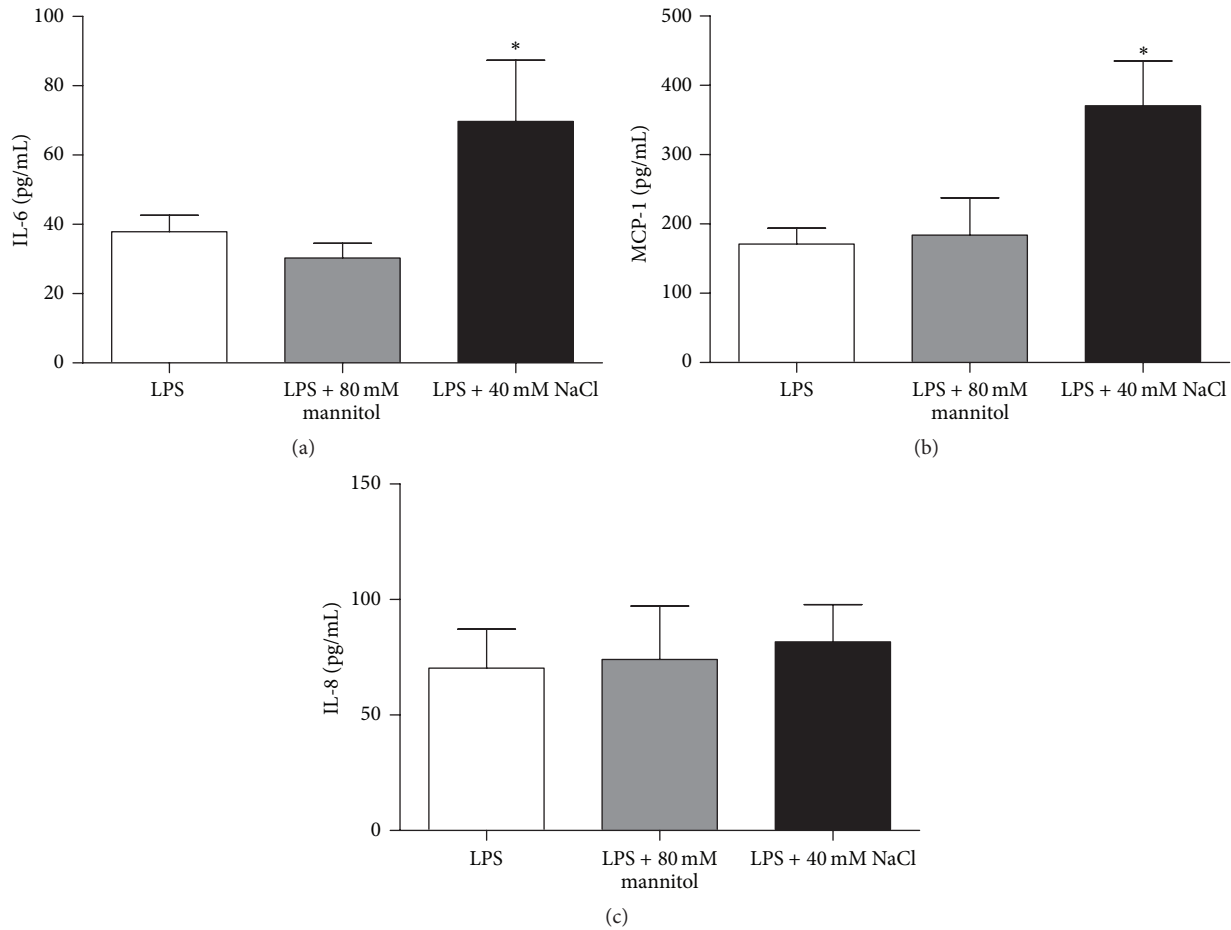 100
80
60
40
20
0
IL-6 (pg/mL)
*
LPS
LPS + 80 mM
mannitol
LPS + 40 mM NaCl
(a)
500
400
300
200
100
0
MCP-1 (pg/mL)
*
LPS
LPS + 80 mM
mannitol
LPS + 40 mM NaCl
(b)
150
100
50
0
IL-8 (pg/mL)
LPS
LPS + 80 mM
mannitol
LPS + 40 mM NaCl
(c)